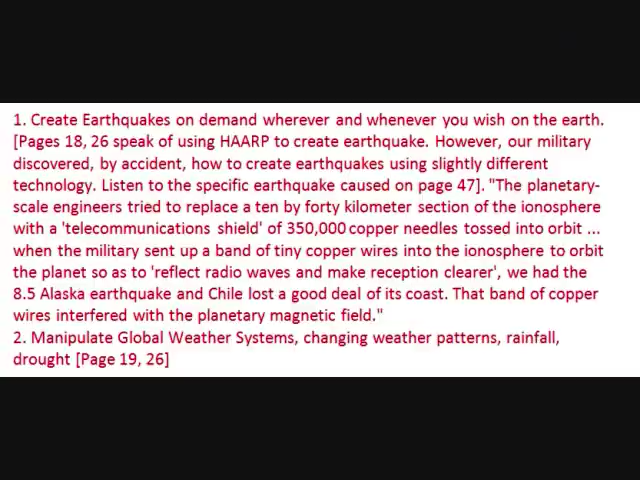 1. Create Earthquakes on demand wherever and whenever you wish on the earth.
[Pages 18, 26 speak of using HAARP to create earthquake. However, our military
discovered, by accident, how to create earthquakes using slightly different
technology. Listen to the specific earthquake caused on page 47]. "The planetary-
scale engineers tried to replace a ten by forty kilometer section of the ionosphere
with a 'telecommunications shield' of 350,000 copper needles tossed into orbit ...
when the military sent up a band of tiny copper wires into the ionosphere to orbit
the planet so as to 'reflect radio waves and make reception clearer', we had the
8.5 Alaska earthquake and Chile lost a good deal of its coast. That band of copper
wires interfered with the planetary magnetic field."
2. Manipulate Global Weather Systems, changing weather patterns, rainfall,
drought [Page 19, 26]